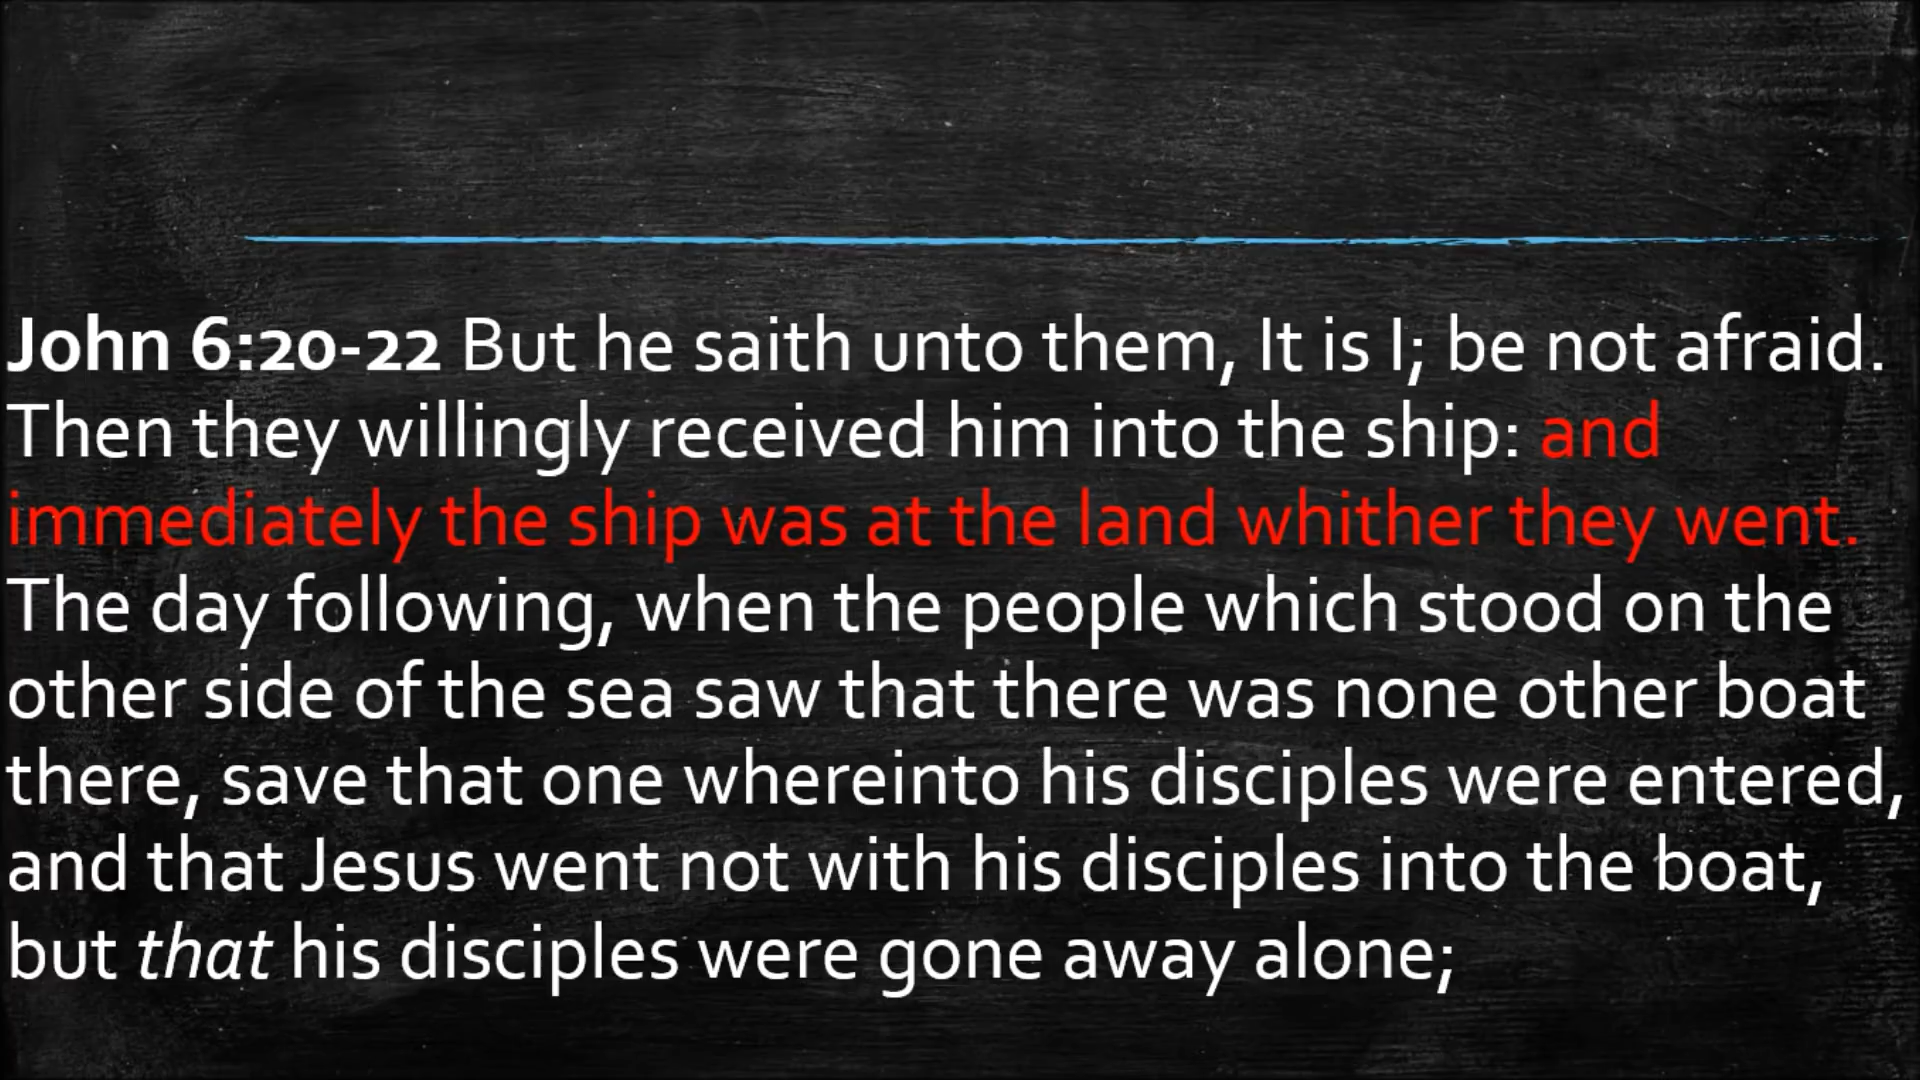 John 6:20-22 But he saith unto them, It is I; be not afraid.
Then they willingly received him into the ship: and
immediately the ship was at the land whither they went.
The day following, when the people which stood on the
other side of the sea saw that there was none other boat
there, save that one whereinto his disciples were entered,
and that Jesus went not with his disciples into the boat,
but that his disciples were gone away alone;